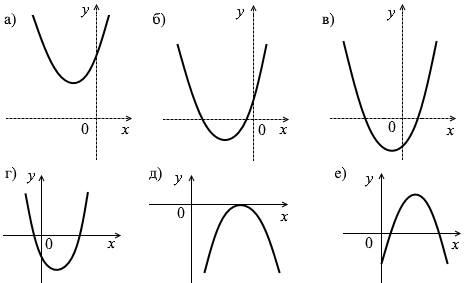 а) y 0 x
б) y 0 x
в) y 0 x
г) y 0 x
д) y 0 x
е) y 0 x